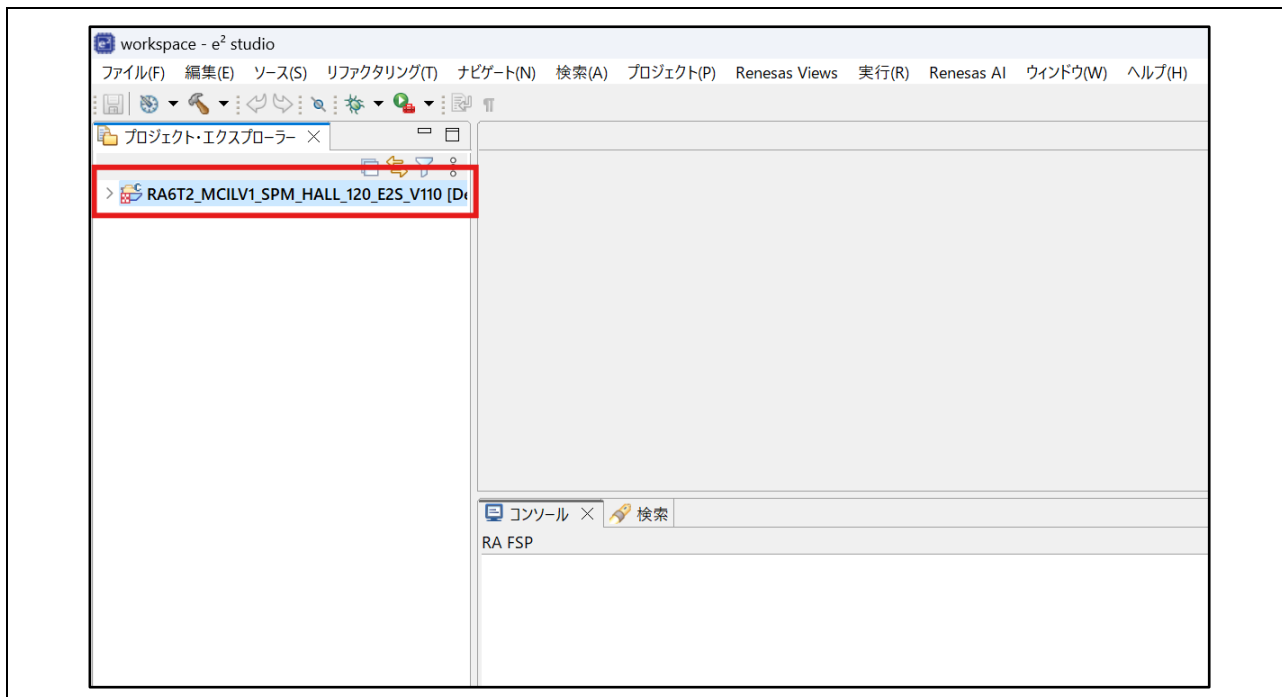 workspace - e² studio
ファイル(F) 編集(E) ソース(S) リファクタリング(T) ナビゲート(N) 検索(A) プロジェクト(P) Renesas Views 実行(R) Renesas AI ウィンドウ(W) ヘルプ(H)
プロジェクト・エクスプローラー
RA6T2_MCILV1_SPM_HALL_120_E2S_V110 [De
コンソール 検索
RA FSP